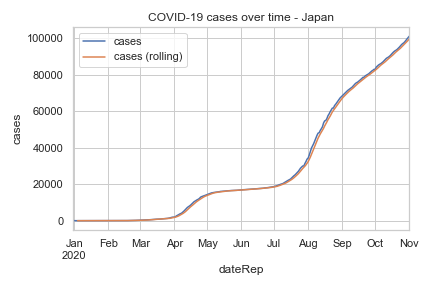 COVID-19 cases over time - Japan
cases
cases (rolling)
100000
80000
60000
40000
20000
0
cases
Jan Feb Mar Apr May Jun Jul Aug Sep Oct Nov
2020
dateRep